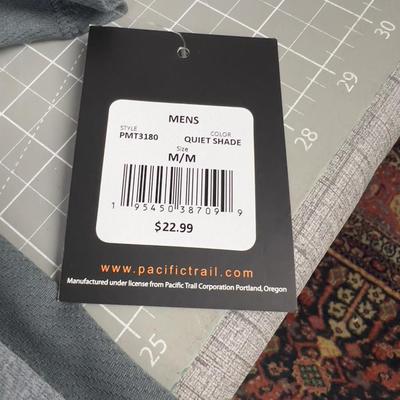 MENS
STYLE COLOR
PMT3180 QUIET SHADE
Size
M/M
1 95450 38709 9
$22.99
www.pacifictrail.com
Manufactured under license from Pacific Trail Corporation Portland, Oregon
30
29
28
25